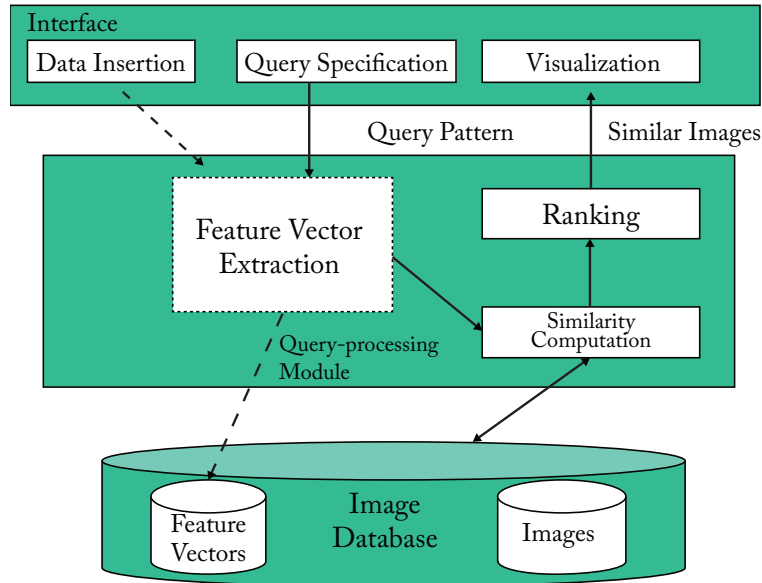 Interface
Data Insertion
Query Specification
Visualization
Query Pattern
Similar Images
Feature Vector
Extraction
Ranking
Similarity
Computation
Query-processing
Module
Image
Database
Feature
Vectors
Images